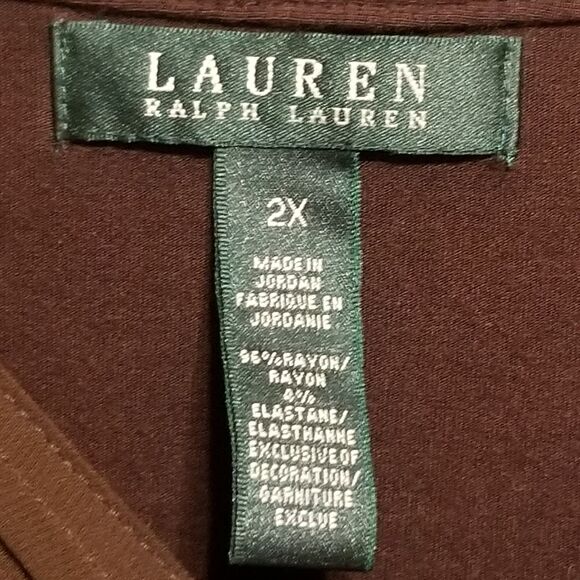 LAUREN
RALPH LAUREN
2X
MADE IN
JORDAN
FABRIQUE EN
JORDANIE
96%RAYON/
RAYON
4%
ELASTANE/
ELASTHANNE
EXCLUSIVE OF
DECORATION/
GARNITURE
EXCLUE